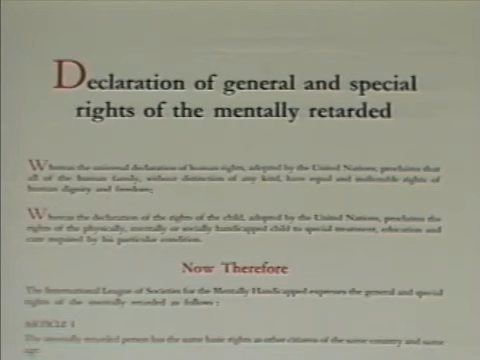 Declaration of general and special
rights of the mentally retarded
Whereas the universal declaration of human rights, adopted by the United Nations, proclaims that
all of the human family, without distinction of any kind, have equal and inalienable rights of
human dignity and freedom;
Whereas the declaration of the rights of the child, adopted by the United Nations, proclaims the
rights of the physically, mentally or socially handicapped child to special treatment, education and
care required by his particular condition.
Now Therefore
The International League of Societies for the Mentally Handicapped expresses the general and special
rights of the mentally retarded as follows :
ARTICLE I
The mentally retarded person has the same basic rights as other citizens of the same country and same
age.